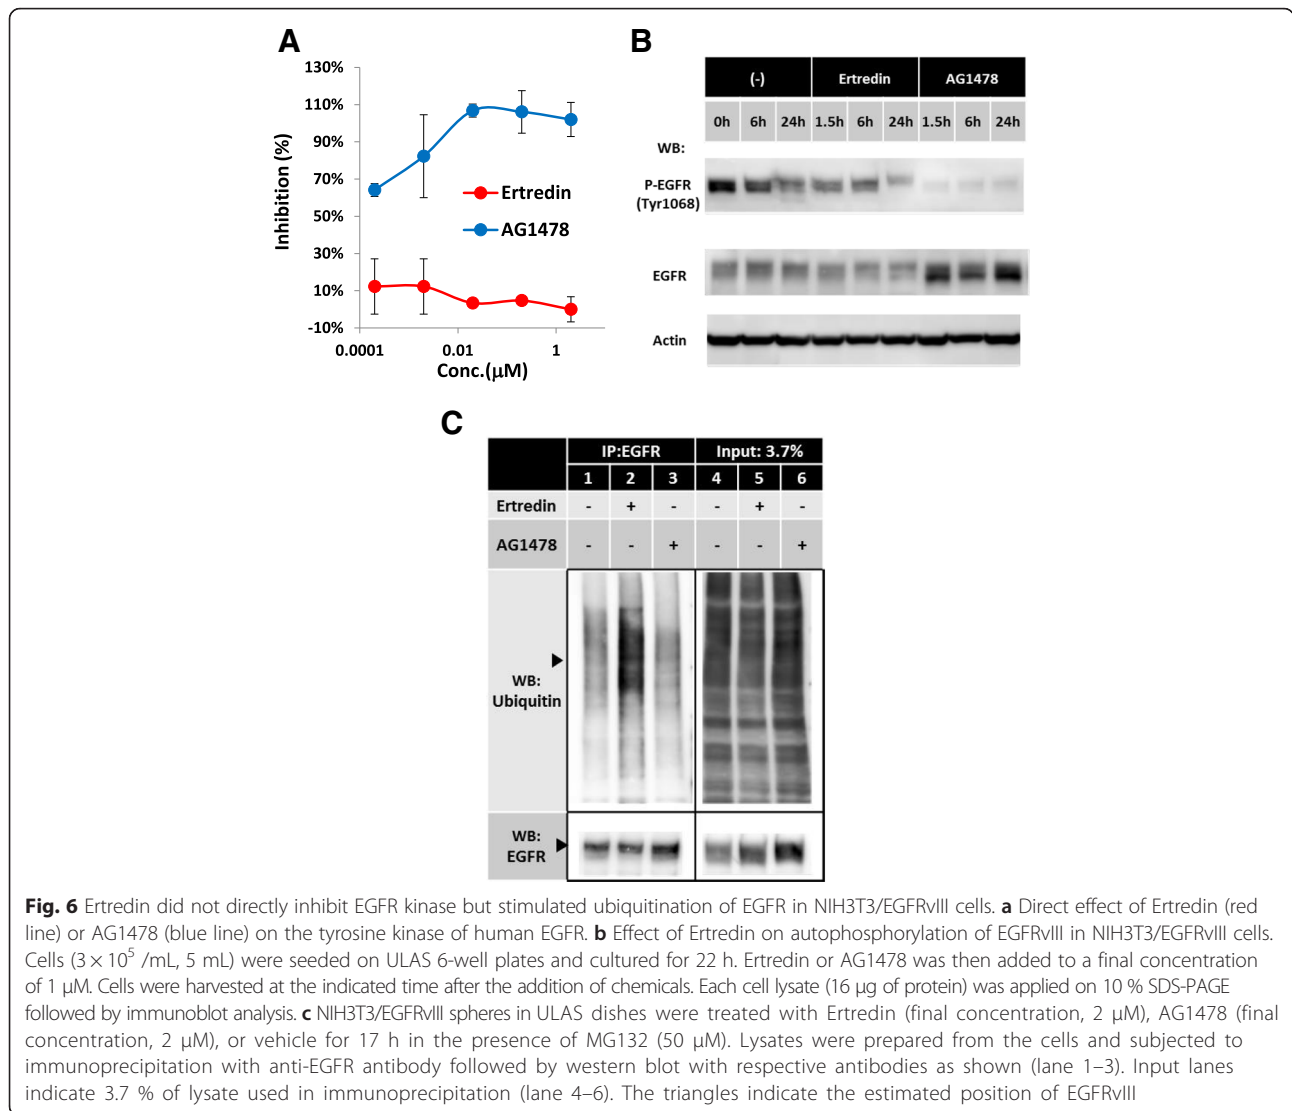 A
130%
110%
90%
70%
50%
30%
10%
-10%
Inhibition (%)
Ertredin
AG1478
0.0001 0.01 1
Conc.(μM)
B
(-) Ertredin AG1478
0h 6h 24h 1.5h 6h 24h 1.5h 6h 24h
WB:
P-EGFR
(Tyr1068)
EGFR
Actin
C
IP:EGFR Input: 3.7%
1 2 3 4 5 6
Ertredin - + - - + -
AG1478 - - + - - +
WB:
Ubiquitin
WB:
EGFR
Fig. 6 Ertredin did not directly inhibit EGFR kinase but stimulated ubiquitination of EGFR in NIH3T3/EGFRvIII cells. a Direct effect of Ertredin (red
line) or AG1478 (blue line) on the tyrosine kinase of human EGFR. b Effect of Ertredin on autophosphorylation of EGFRvIII in NIH3T3/EGFRvIII cells.
Cells (3 × 10⁵ /mL, 5 mL) were seeded on ULAS 6-well plates and cultured for 22 h. Ertredin or AG1478 was then added to a final concentration
of 1 μM. Cells were harvested at the indicated time after the addition of chemicals. Each cell lysate (16 μg of protein) was applied on 10 % SDS-PAGE
followed by immunoblot analysis. c NIH3T3/EGFRvIII spheres in ULAS dishes were treated with Ertredin (final concentration, 2 μM), AG1478 (final
concentration, 2 μM), or vehicle for 17 h in the presence of MG132 (50 μM). Lysates were prepared from the cells and subjected to
immunoprecipitation with anti-EGFR antibody followed by western blot with respective antibodies as shown (lane 1–3). Input lanes
indicate 3.7 % of lysate used in immunoprecipitation (lane 4–6). The triangles indicate the estimated position of EGFRvIII